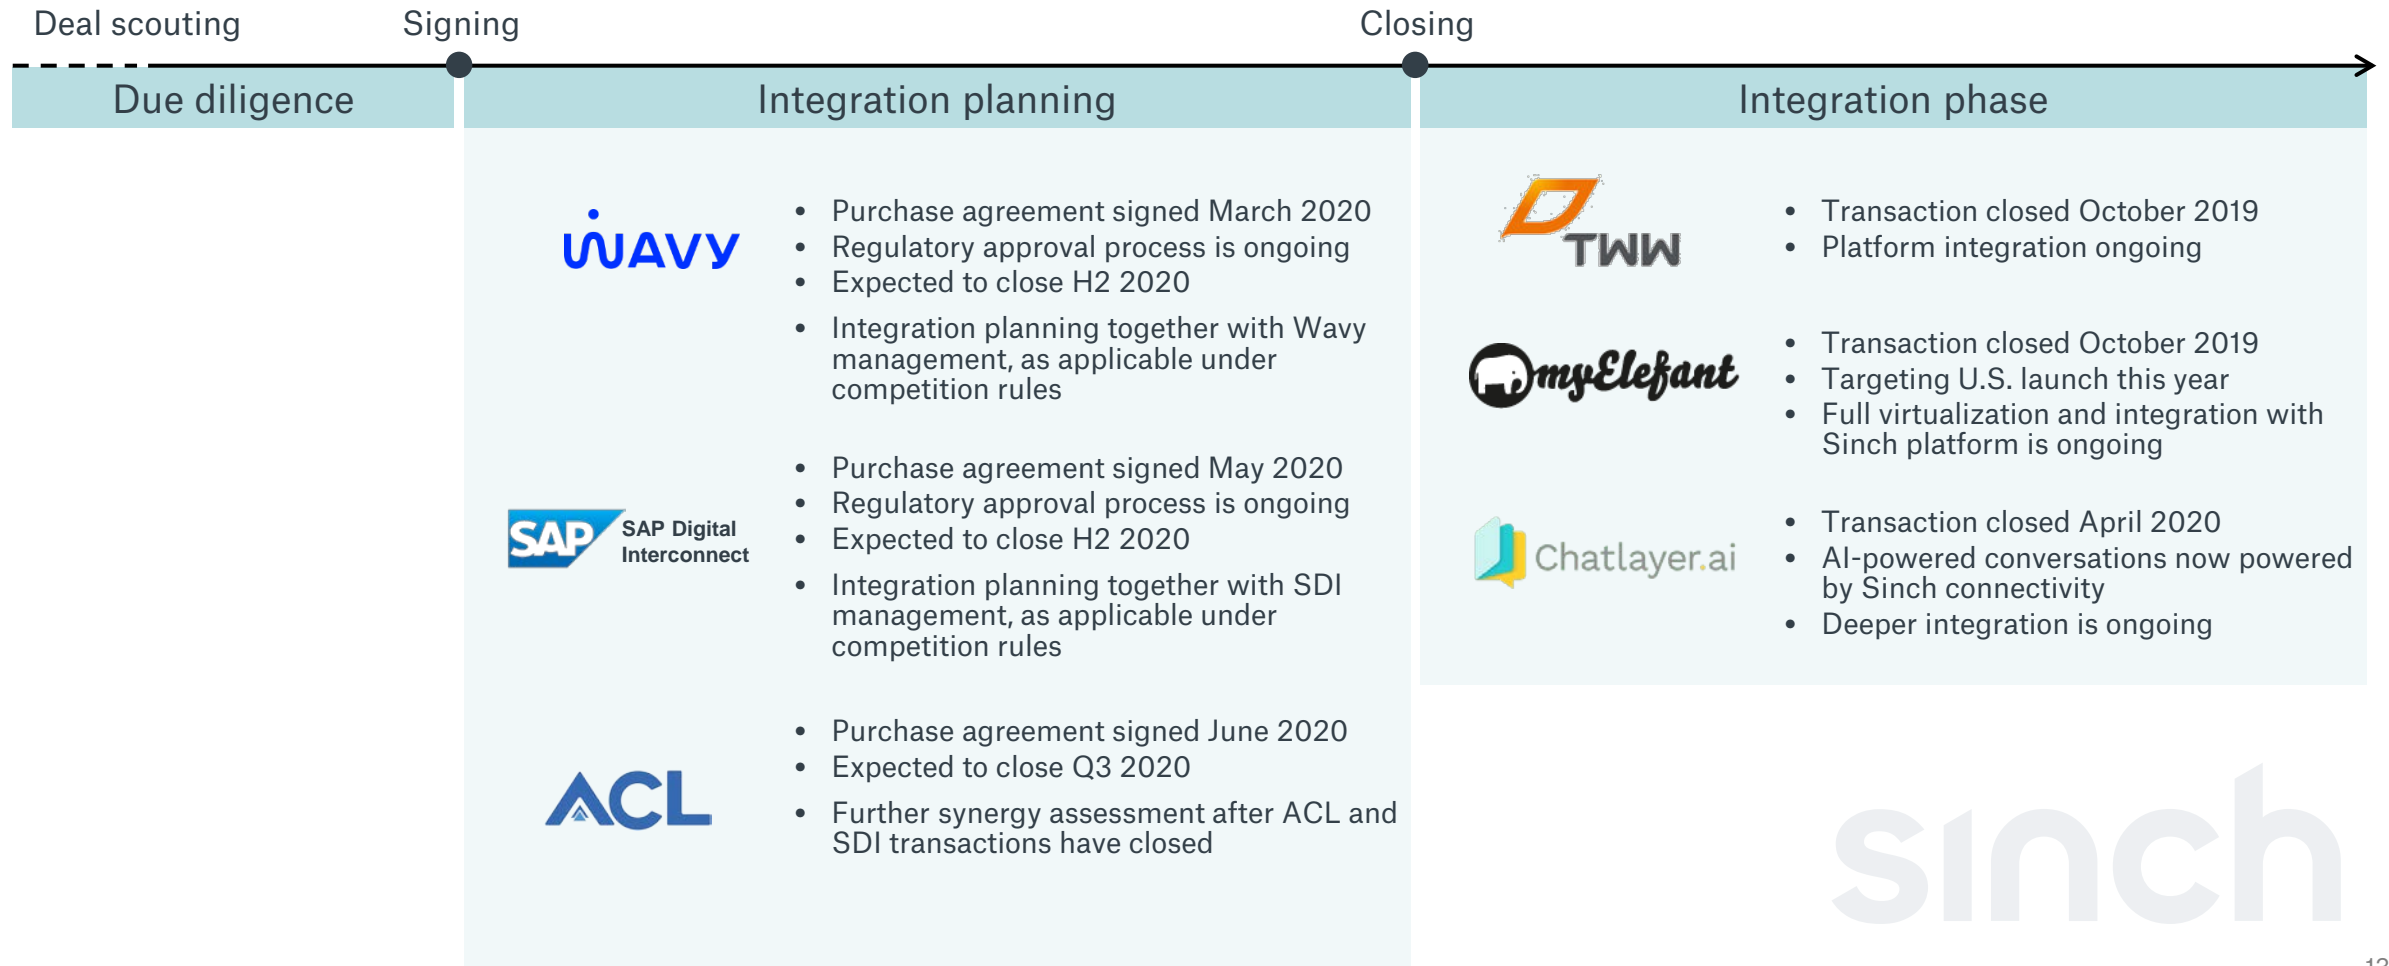 Deal scouting
Signing
Closing
Due diligence
Integration planning
Integration phase
WAVY
• Purchase agreement signed March 2020
• Regulatory approval process is ongoing
• Expected to close H2 2020
• Integration planning together with Wavy
management, as applicable under
competition rules
SAP
SAP Digital
Interconnect
• Purchase agreement signed May 2020
• Regulatory approval process is ongoing
• Expected to close H2 2020
• Integration planning together with SDI
management, as applicable under
competition rules
ACL
• Purchase agreement signed June 2020
• Expected to close Q3 2020
• Further synergy assessment after ACL and
SDI transactions have closed
TWW
• Transaction closed October 2019
• Platform integration ongoing
myElefant
• Transaction closed October 2019
• Targeting U.S. launch this year
• Full virtualization and integration with
Sinch platform is ongoing
Chatlayer.ai
• Transaction closed April 2020
• AI-powered conversations now powered
by Sinch connectivity
• Deeper integration is ongoing
sinch